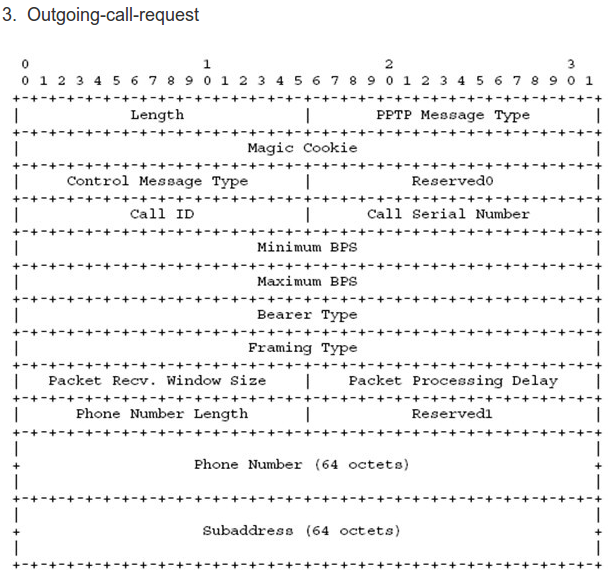 3. Outgoing-call-request
0 1 2 3
0 1 2 3 4 5 6 7 8 9 0 1 2 3 4 5 6 7 8 9 0 1 2 3 4 5 6 7 8 9 0 1
+-+-+-+-+-+-+-+-+-+-+-+-+-+-+-+-+-+-+-+-+-+-+-+-+-+-+-+-+-+-+-+-+
| Length | PPTP Message Type |
+-+-+-+-+-+-+-+-+-+-+-+-+-+-+-+-+-+-+-+-+-+-+-+-+-+-+-+-+-+-+-+-+
| Magic Cookie |
+-+-+-+-+-+-+-+-+-+-+-+-+-+-+-+-+-+-+-+-+-+-+-+-+-+-+-+-+-+-+-+-+
| Control Message Type | Reserved0 |
+-+-+-+-+-+-+-+-+-+-+-+-+-+-+-+-+-+-+-+-+-+-+-+-+-+-+-+-+-+-+-+-+
| Call ID | Call Serial Number |
+-+-+-+-+-+-+-+-+-+-+-+-+-+-+-+-+-+-+-+-+-+-+-+-+-+-+-+-+-+-+-+-+
| Minimum BPS |
+-+-+-+-+-+-+-+-+-+-+-+-+-+-+-+-+-+-+-+-+-+-+-+-+-+-+-+-+-+-+-+-+
| Maximum BPS |
+-+-+-+-+-+-+-+-+-+-+-+-+-+-+-+-+-+-+-+-+-+-+-+-+-+-+-+-+-+-+-+-+
| Bearer Type |
+-+-+-+-+-+-+-+-+-+-+-+-+-+-+-+-+-+-+-+-+-+-+-+-+-+-+-+-+-+-+-+-+
| Framing Type |
+-+-+-+-+-+-+-+-+-+-+-+-+-+-+-+-+-+-+-+-+-+-+-+-+-+-+-+-+-+-+-+-+
| Packet Recv. Window Size | Packet Processing Delay |
+-+-+-+-+-+-+-+-+-+-+-+-+-+-+-+-+-+-+-+-+-+-+-+-+-+-+-+-+-+-+-+-+
| Phone Number Length | Reserved1 |
+-+-+-+-+-+-+-+-+-+-+-+-+-+-+-+-+-+-+-+-+-+-+-+-+-+-+-+-+-+-+-+-+
| |
+ Phone Number (64 octets) +
| |
+-+-+-+-+-+-+-+-+-+-+-+-+-+-+-+-+-+-+-+-+-+-+-+-+-+-+-+-+-+-+-+-+
| |
+ Subaddress (64 octets) +
| |
+-+-+-+-+-+-+-+-+-+-+-+-+-+-+-+-+-+-+-+-+-+-+-+-+-+-+-+-+-+-+-+-+